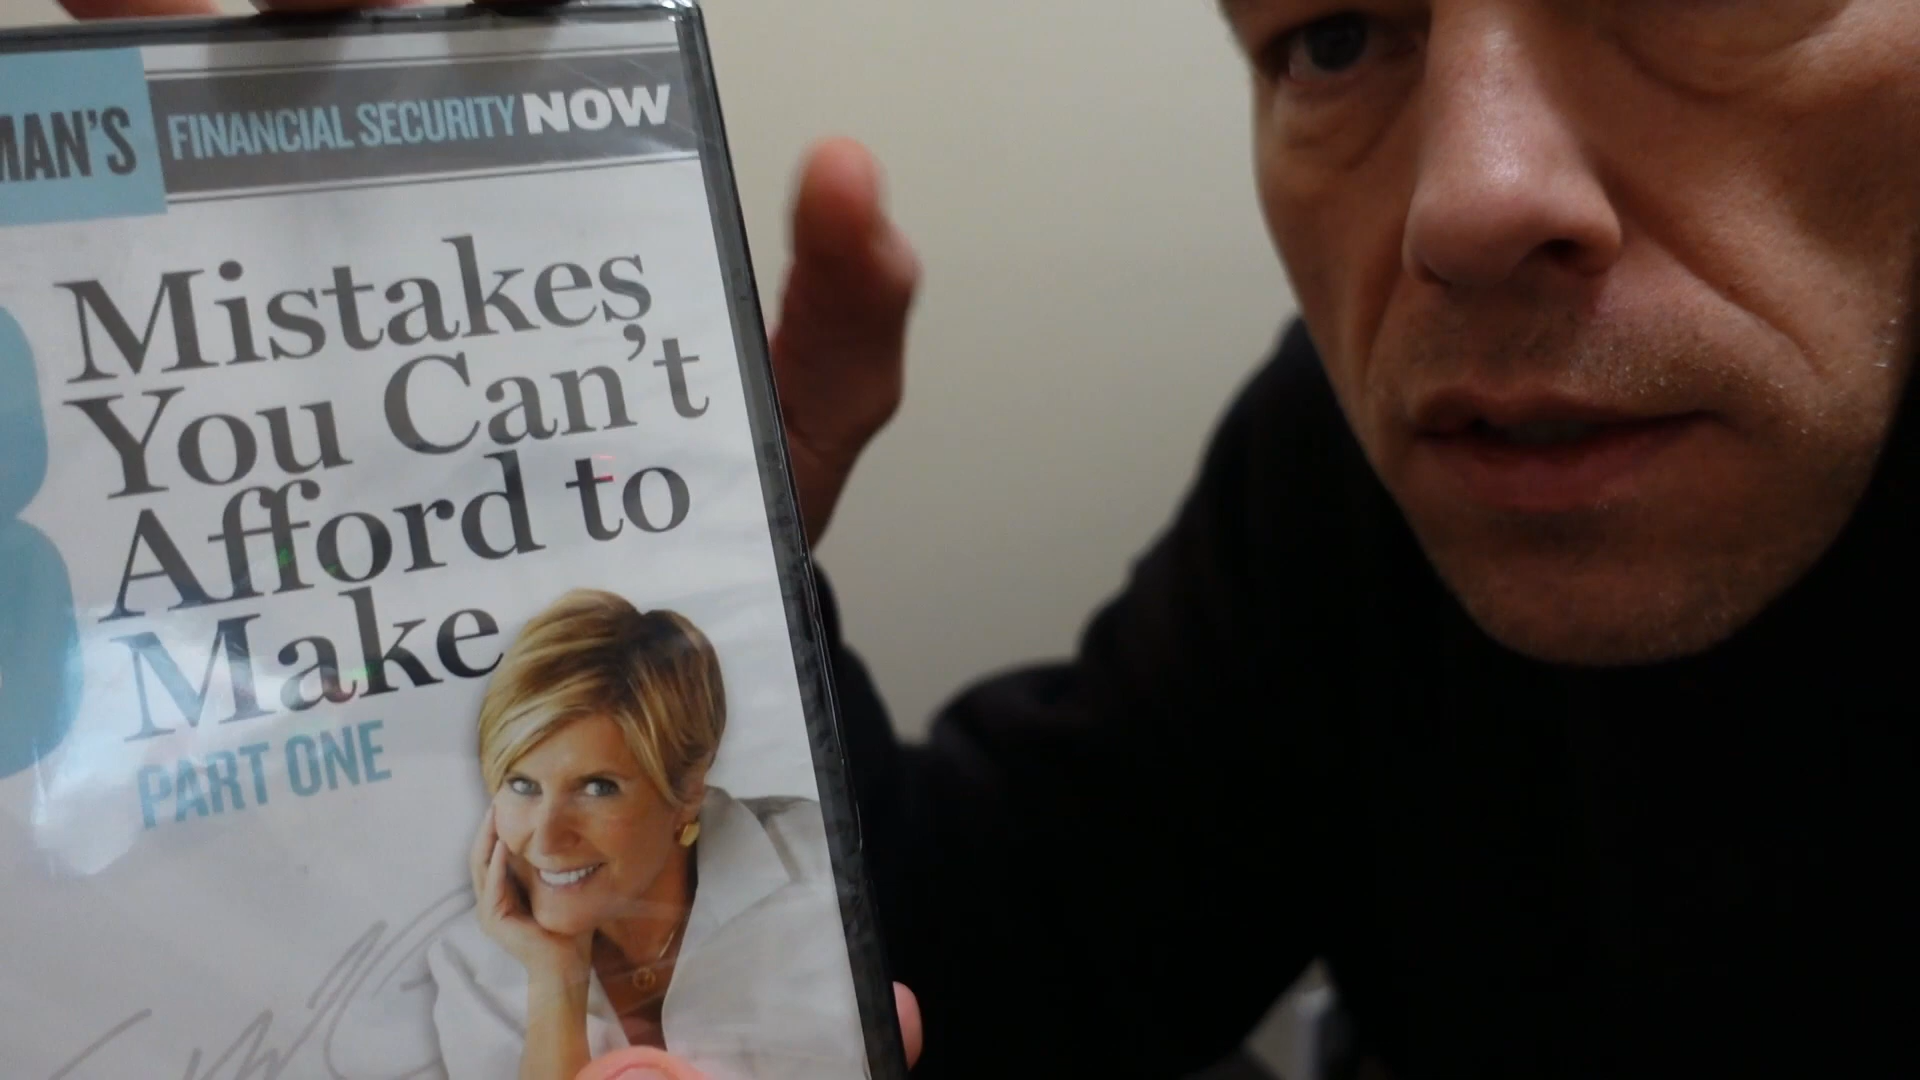 MAN'S FINANCIAL SECURITY NOW
Mistakes
You Can't
Afford to
Make
PART ONE